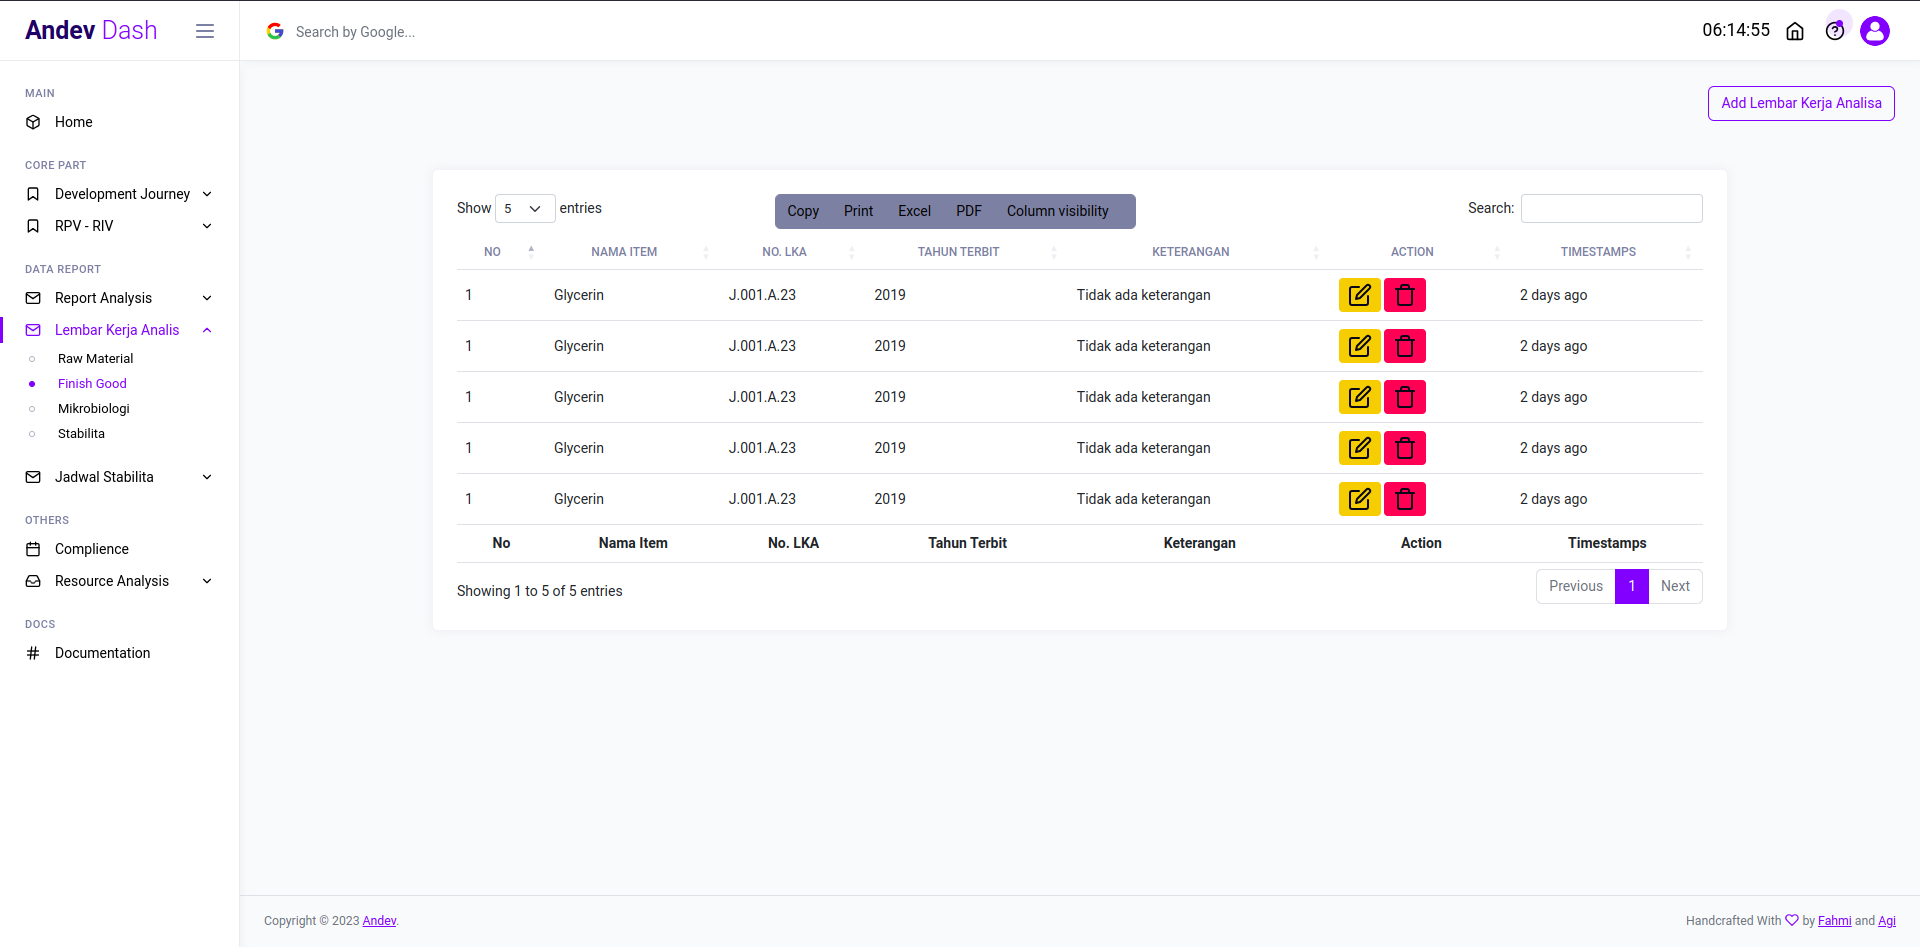 Andev Dash
Search by Google...
06:14:55
MAIN
Home
CORE PART
Development Journey
RPV - RIV
DATA REPORT
Report Analysis
Lembar Kerja Analis
Raw Material
Finish Good
Mikrobiologi
Stabilita
Jadwal Stabilita
OTHERS
Complience
Resource Analysis
DOCS
Documentation
Add Lembar Kerja Analisa
Show 5 entries
Copy Print Excel PDF Column visibility
Search:
NO NAMA ITEM NO. LKA TAHUN TERBIT KETERANGAN ACTION TIMESTAMPS
1 Glycerin J.001.A.23 2019 Tidak ada keterangan 2 days ago
1 Glycerin J.001.A.23 2019 Tidak ada keterangan 2 days ago
1 Glycerin J.001.A.23 2019 Tidak ada keterangan 2 days ago
1 Glycerin J.001.A.23 2019 Tidak ada keterangan 2 days ago
1 Glycerin J.001.A.23 2019 Tidak ada keterangan 2 days ago
No Nama Item No. LKA Tahun Terbit Keterangan Action Timestamps
Showing 1 to 5 of 5 entries
Previous 1 Next
Copyright © 2023 Andev.
Handcrafted With by Fahmi and Agi